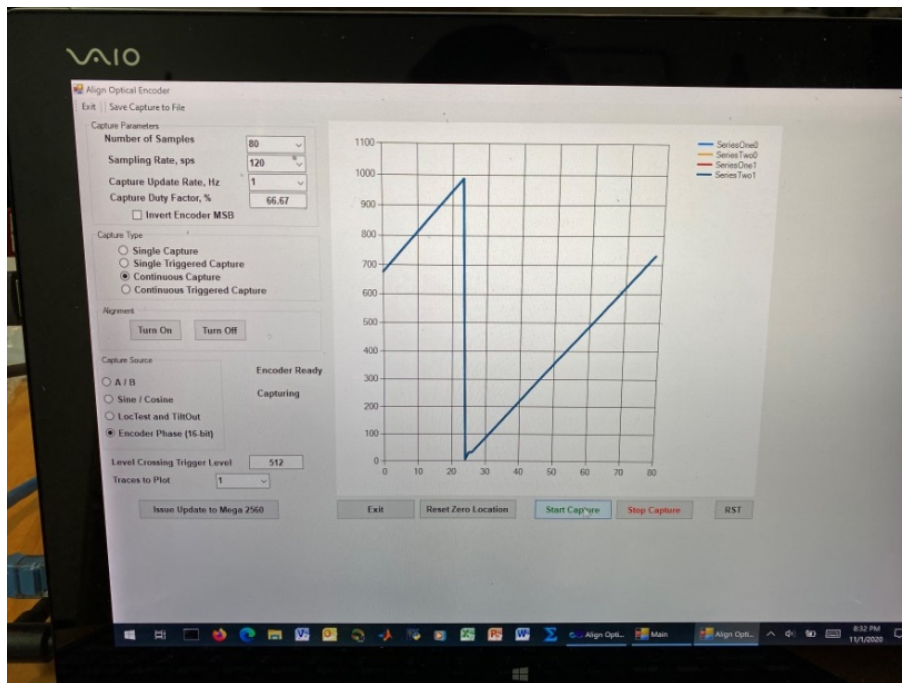 VAIO
Align Optical Encoder
Exit Save Capture to File
Capture Parameters
Number of Samples 80
Sampling Rate, sps 120
Capture Update Rate, Hz 1
Capture Duty Factor, % 66.67
Invert Encoder MSB
Capture Type
Single Capture
Single Triggered Capture
Continuous Capture
Continuous Triggered Capture
Alignment
Turn On Turn Off
Capture Source
A / B
Sine / Cosine
LocTest and TiltOut
Encoder Phase (16-bit)
Encoder Ready
Capturing
Level Crossing Trigger Level 512
Traces to Plot 1
Issue Update to Mega 2560
1100
1000
900
800
700
600
500
400
300
200
100
0
0 10 20 30 40 50 60 70 80
SeriesOne0
SeriesTwo0
SeriesOne1
SeriesTwo1
Exit Reset Zero Location Start Capture Stop Capture RST
Align Opti... Main Align Opti...
8:32 PM
11/1/2020